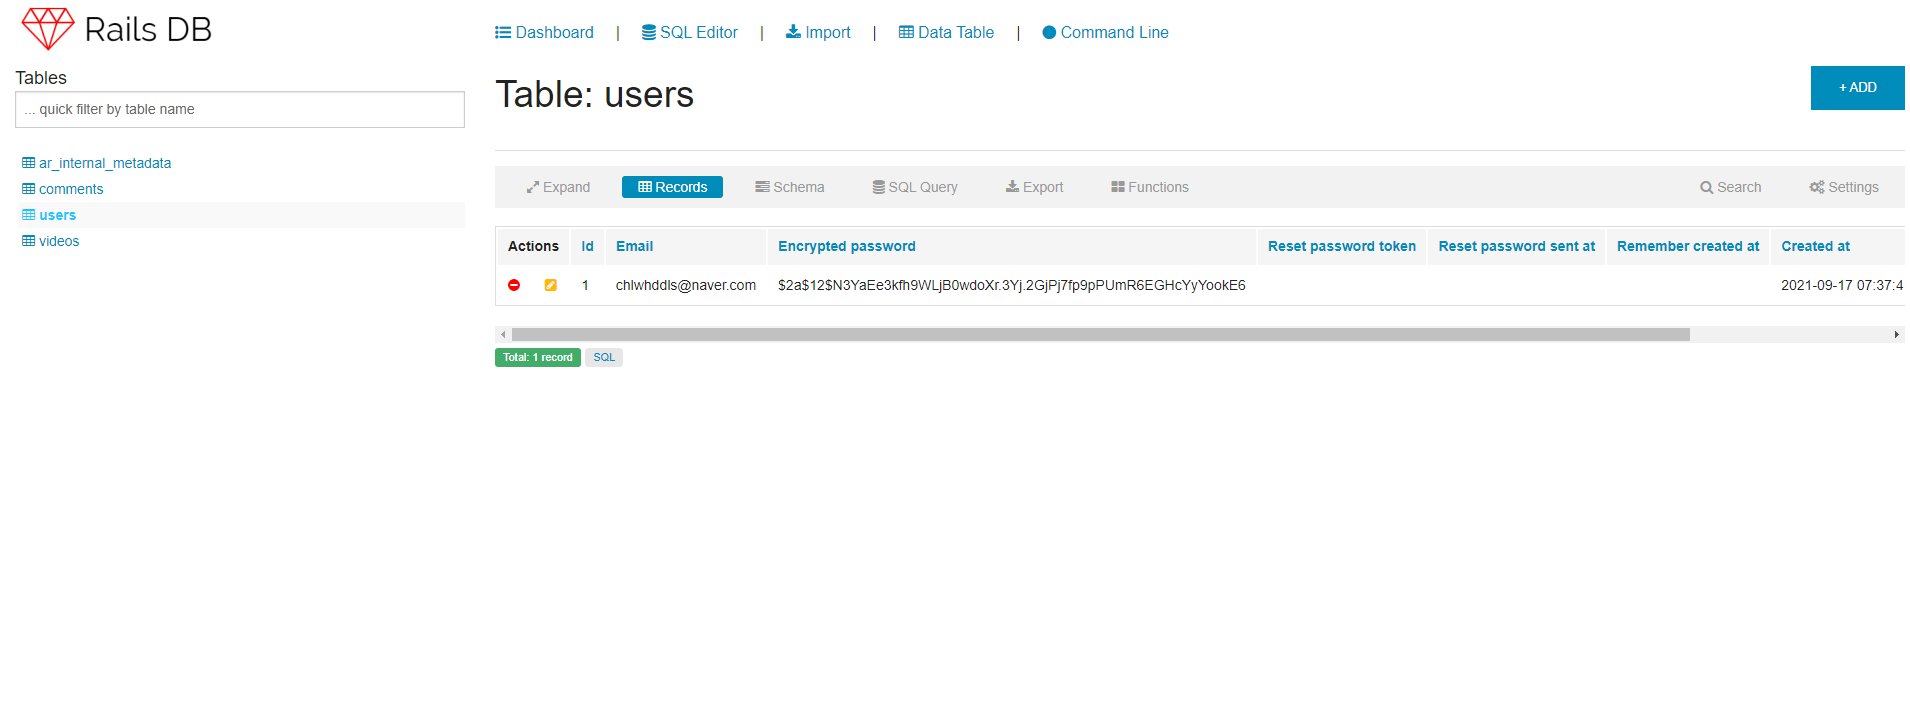 Rails DB
Dashboard | SQL Editor | Import | Data Table | Command Line
Tables
... quick filter by table name
ar_internal_metadata
comments
users
videos
Table: users
+ ADD
Expand Records Schema SQL Query Export Functions Search Settings
Actions Id Email Encrypted password Reset password token Reset password sent at Remember created at Created at
1 chlwhddls@naver.com $2a$12$N3YaEe3kfh9WLjB0wdoXr.3Yj.2GjPj7fp9pPUmR6EGHcYyYookE6 2021-09-17 07:37:4
Total: 1 record SQL